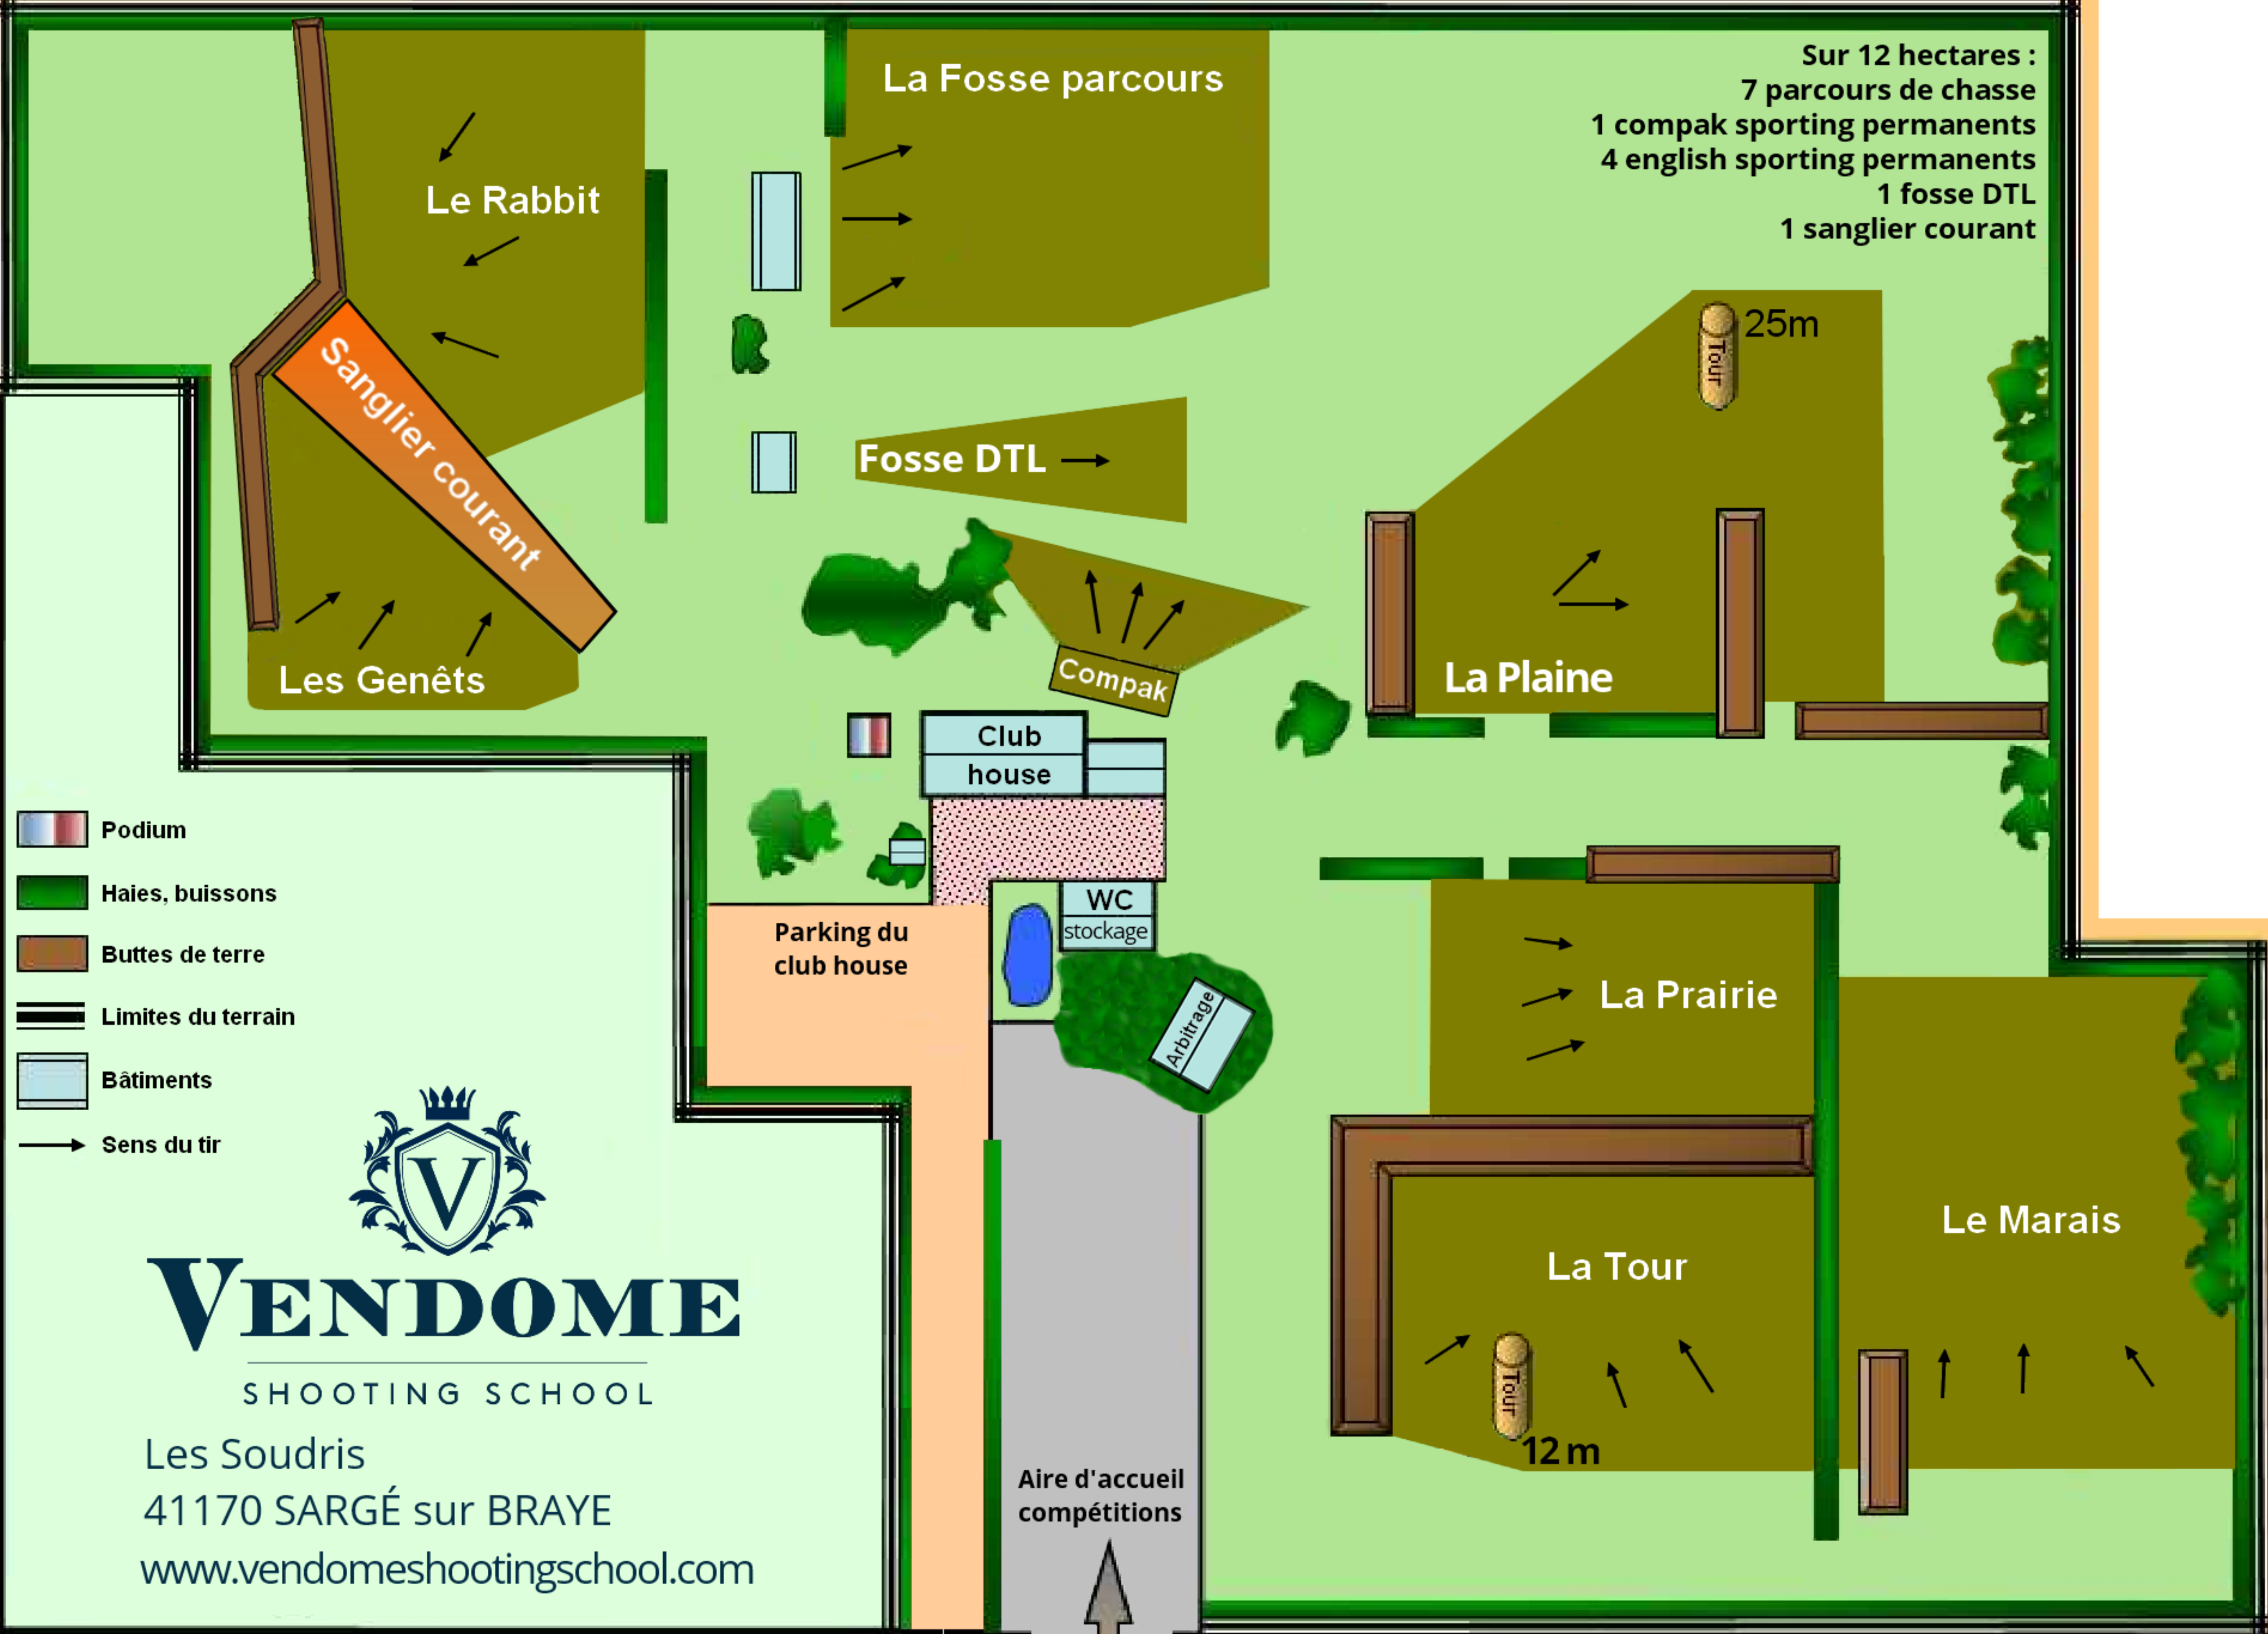 La Fosse parcours
Sur 12 hectares :
7 parcours de chasse
1 compak sporting permanents
4 english sporting permanents
1 fosse DTL
1 sanglier courant
Le Rabbit
25m
Tour
Sanglier courant
Fosse DTL
Les Genêts
Compak
La Plaine
Club
house
Podium
Haies, buissons
Buttes de terre
Limites du terrain
Bâtiments
Sens du tir
WC
stockage
Parking du
club house
Arbitrage
La Prairie
Le Marais
La Tour
Tour
12 m
Aire d'accueil
compétitions
V
VENDOME
SHOOTING SCHOOL
Les Soudris
41170 SARGÉ sur BRAYE
www.vendomeshootingschool.com